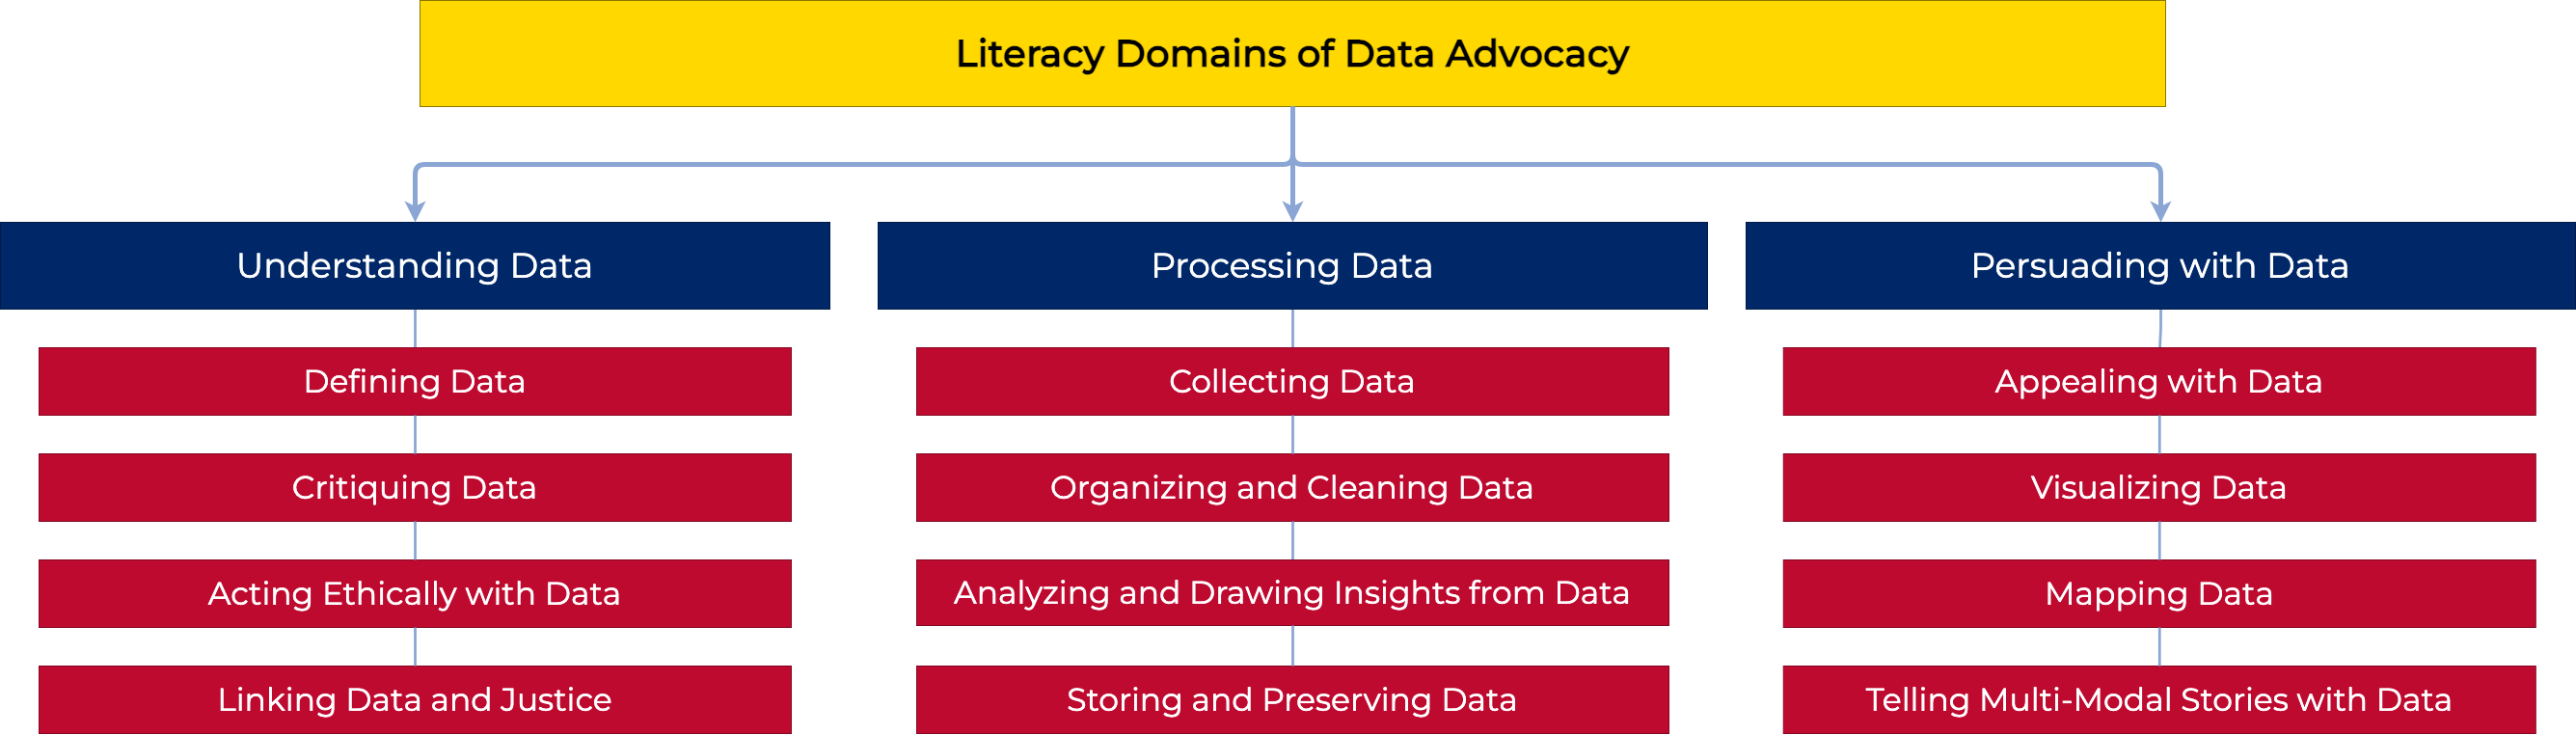 Literacy Domains of Data Advocacy
Understanding Data
Defining Data
Critiquing Data
Acting Ethically with Data
Linking Data and Justice
Processing Data
Collecting Data
Organizing and Cleaning Data
Analyzing and Drawing Insights from Data
Storing and Preserving Data
Persuading with Data
Appealing with Data
Visualizing Data
Mapping Data
Telling Multi-Modal Stories with Data